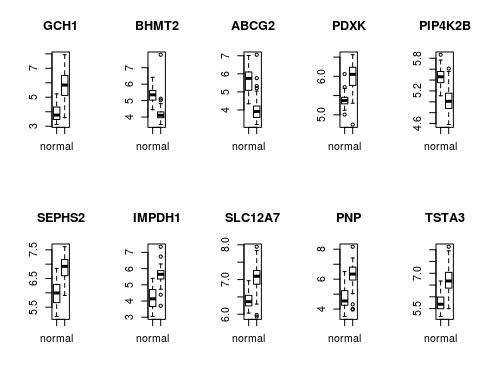 GCH1 BHMT2 ABCG2 PDXK PIP4K2B
3 5 7
4 5 6 7
4 5 6 7
5.0 6.0
4.6 5.2 5.8
normal normal normal normal normal
SEPHS2 IMPDH1 SLC12A7 PNP TSTA3
5.5 6.5 7.5
3 4 5 6 7
6.0 7.0 8.0
4 6 8
5.5 7.0
normal normal normal normal normal